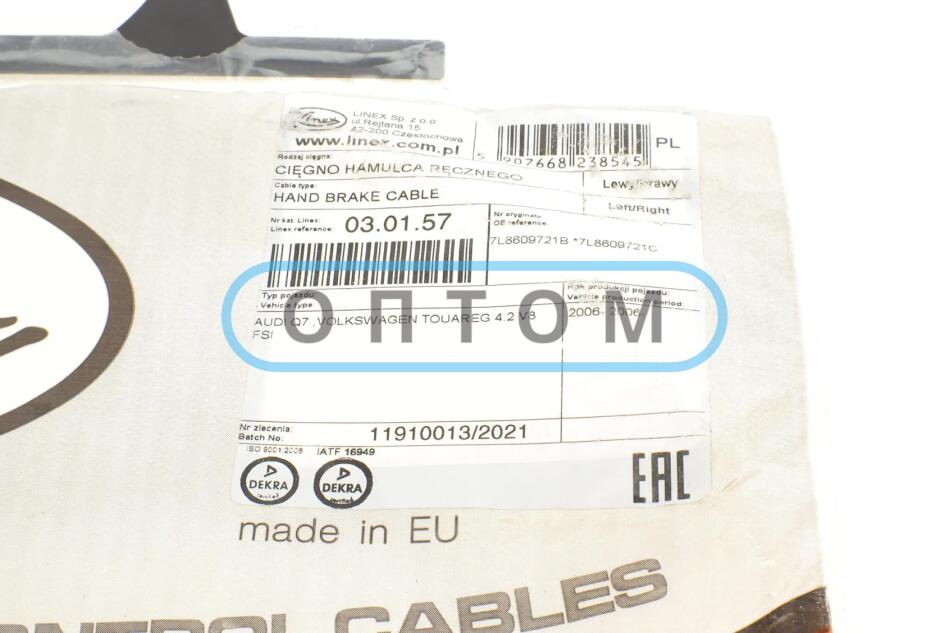 Linex
LINEX Sp. z o.o.
ul.Rejtana 15
42-200 Częstochowa
www.linex.com.pl
5 907668 238545
PL
Rodzaj cięgna:
CIĘGNO HAMULCA RĘCZNEGO
Cable type:
HAND BRAKE CABLE
Lewy/Prawy
Left/Right
Nr kat. Linex:
Linex reference: 03.01.57
Nr oryginału
OE reference:
7L8609721B *7L8609721C
Typ pojazdu:
Vehicle type:
AUDI Q7 ,VOLKSWAGEN TOUAREG 4.2 V8
FSI
Rok produkcji pojazdu:
Vehicle production period:
2006- 2006-
ОПТОМ
Nr zlecenia:
Batch No: 11910013/2021
ISO 9001:2008 IATF 16949
DEKRA certified
DEKRA certified
EAC
made in EU
CONTROL CABLES